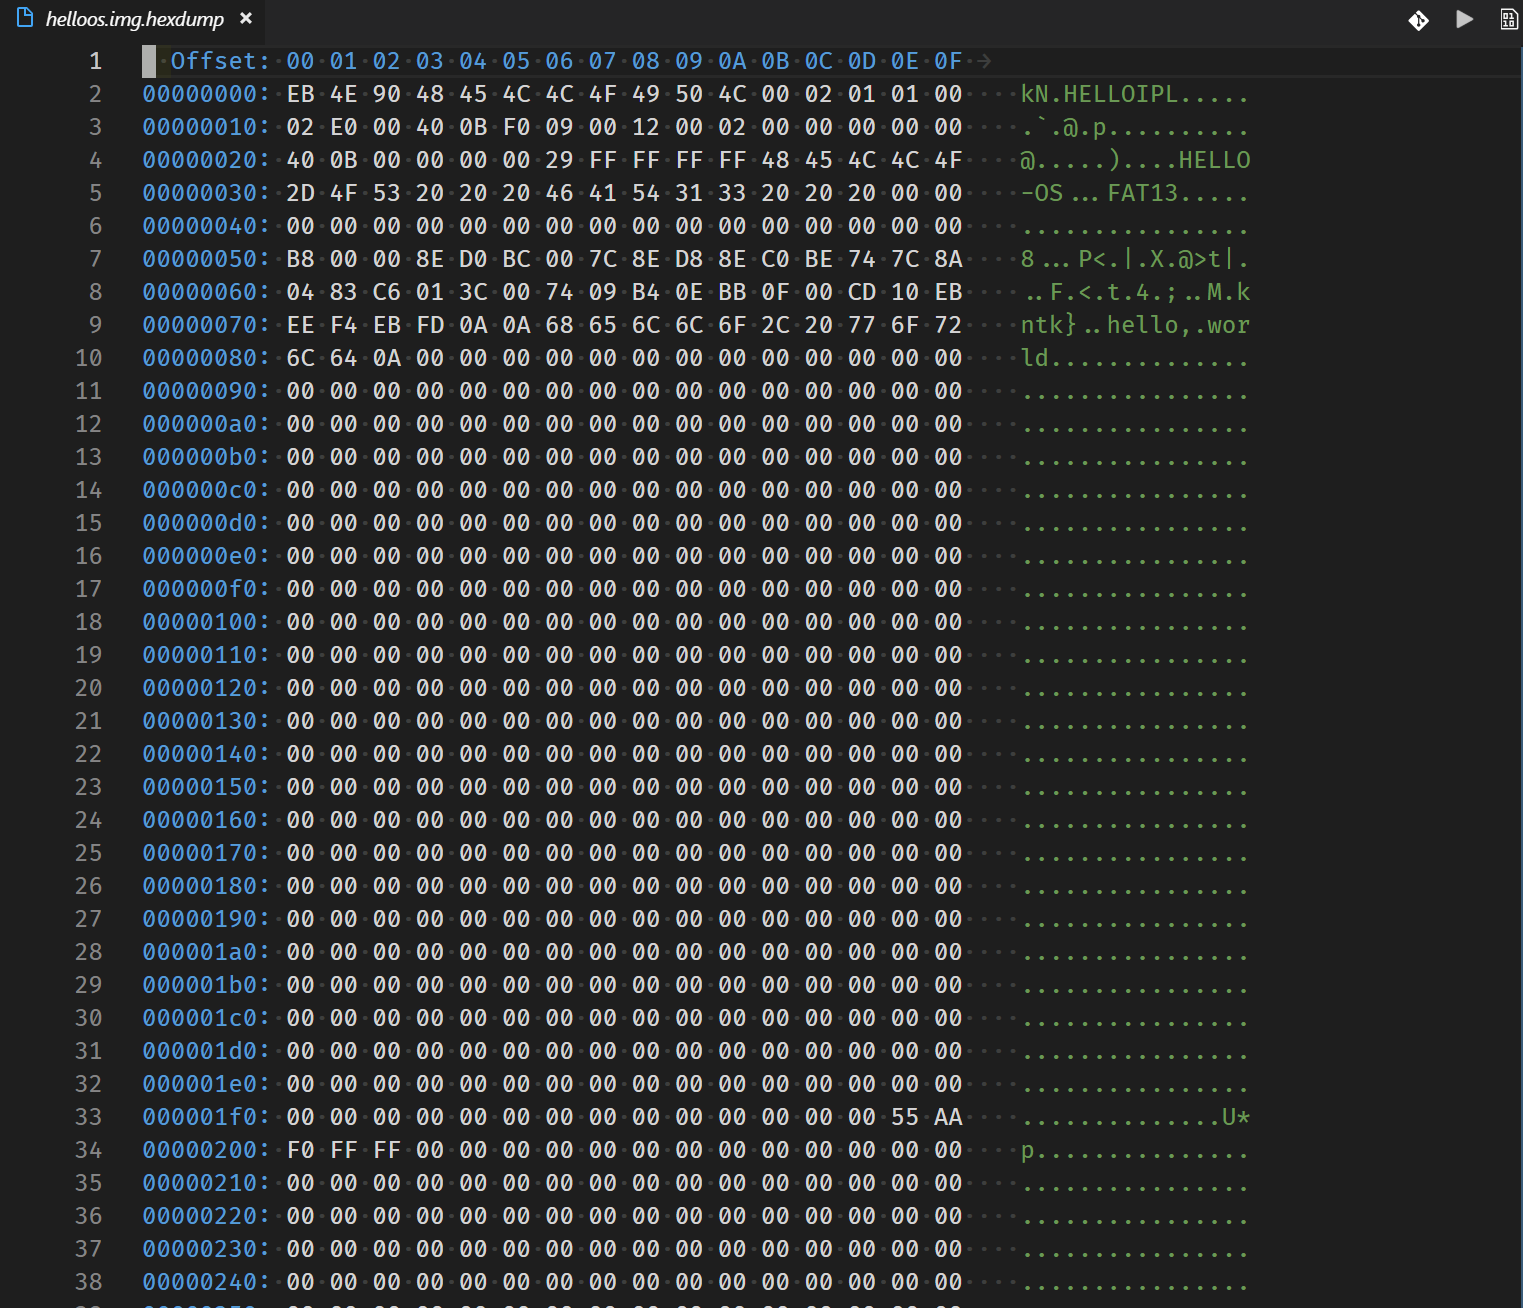 helloos.img.hexdump ×
1 Offset: 00 01 02 03 04 05 06 07 08 09 0A 0B 0C 0D 0E 0F
2 00000000: EB 4E 90 48 45 4C 4C 4F 49 50 4C 00 02 01 01 00 kN.HELLOIPL.....
3 00000010: 02 E0 00 40 0B F0 09 00 12 00 02 00 00 00 00 00 .`.@.p..........
4 00000020: 40 0B 00 00 00 00 29 FF FF FF FF 48 45 4C 4C 4F @.....)....HELLO
5 00000030: 2D 4F 53 20 20 20 46 41 54 31 33 20 20 20 00 00 -OS...FAT13.....
6 00000040: 00 00 00 00 00 00 00 00 00 00 00 00 00 00 00 00 ................
7 00000050: B8 00 00 8E D0 BC 00 7C 8E D8 8E C0 BE 74 7C 8A 8...P<.|.X.@>t|.
8 00000060: 04 83 C6 01 3C 00 74 09 B4 0E BB 0F 00 CD 10 EB ..F.<.t.4.;..M.k
9 00000070: EE F4 EB FD 0A 0A 68 65 6C 6C 6F 2C 20 77 6F 72 ntk}..hello,.wor
10 00000080: 6C 64 0A 00 00 00 00 00 00 00 00 00 00 00 00 00 ld..............
11 00000090: 00 00 00 00 00 00 00 00 00 00 00 00 00 00 00 00 ................
12 000000a0: 00 00 00 00 00 00 00 00 00 00 00 00 00 00 00 00 ................
13 000000b0: 00 00 00 00 00 00 00 00 00 00 00 00 00 00 00 00 ................
14 000000c0: 00 00 00 00 00 00 00 00 00 00 00 00 00 00 00 00 ................
15 000000d0: 00 00 00 00 00 00 00 00 00 00 00 00 00 00 00 00 ................
16 000000e0: 00 00 00 00 00 00 00 00 00 00 00 00 00 00 00 00 ................
17 000000f0: 00 00 00 00 00 00 00 00 00 00 00 00 00 00 00 00 ................
18 00000100: 00 00 00 00 00 00 00 00 00 00 00 00 00 00 00 00 ................
19 00000110: 00 00 00 00 00 00 00 00 00 00 00 00 00 00 00 00 ................
20 00000120: 00 00 00 00 00 00 00 00 00 00 00 00 00 00 00 00 ................
21 00000130: 00 00 00 00 00 00 00 00 00 00 00 00 00 00 00 00 ................
22 00000140: 00 00 00 00 00 00 00 00 00 00 00 00 00 00 00 00 ................
23 00000150: 00 00 00 00 00 00 00 00 00 00 00 00 00 00 00 00 ................
24 00000160: 00 00 00 00 00 00 00 00 00 00 00 00 00 00 00 00 ................
25 00000170: 00 00 00 00 00 00 00 00 00 00 00 00 00 00 00 00 ................
26 00000180: 00 00 00 00 00 00 00 00 00 00 00 00 00 00 00 00 ................
27 00000190: 00 00 00 00 00 00 00 00 00 00 00 00 00 00 00 00 ................
28 000001a0: 00 00 00 00 00 00 00 00 00 00 00 00 00 00 00 00 ................
29 000001b0: 00 00 00 00 00 00 00 00 00 00 00 00 00 00 00 00 ................
30 000001c0: 00 00 00 00 00 00 00 00 00 00 00 00 00 00 00 00 ................
31 000001d0: 00 00 00 00 00 00 00 00 00 00 00 00 00 00 00 00 ................
32 000001e0: 00 00 00 00 00 00 00 00 00 00 00 00 00 00 00 00 ................
33 000001f0: 00 00 00 00 00 00 00 00 00 00 00 00 00 00 55 AA ..............U*
34 00000200: F0 FF FF 00 00 00 00 00 00 00 00 00 00 00 00 00 p...............
35 00000210: 00 00 00 00 00 00 00 00 00 00 00 00 00 00 00 00 ................
36 00000220: 00 00 00 00 00 00 00 00 00 00 00 00 00 00 00 00 ................
37 00000230: 00 00 00 00 00 00 00 00 00 00 00 00 00 00 00 00 ................
38 00000240: 00 00 00 00 00 00 00 00 00 00 00 00 00 00 00 00 ................